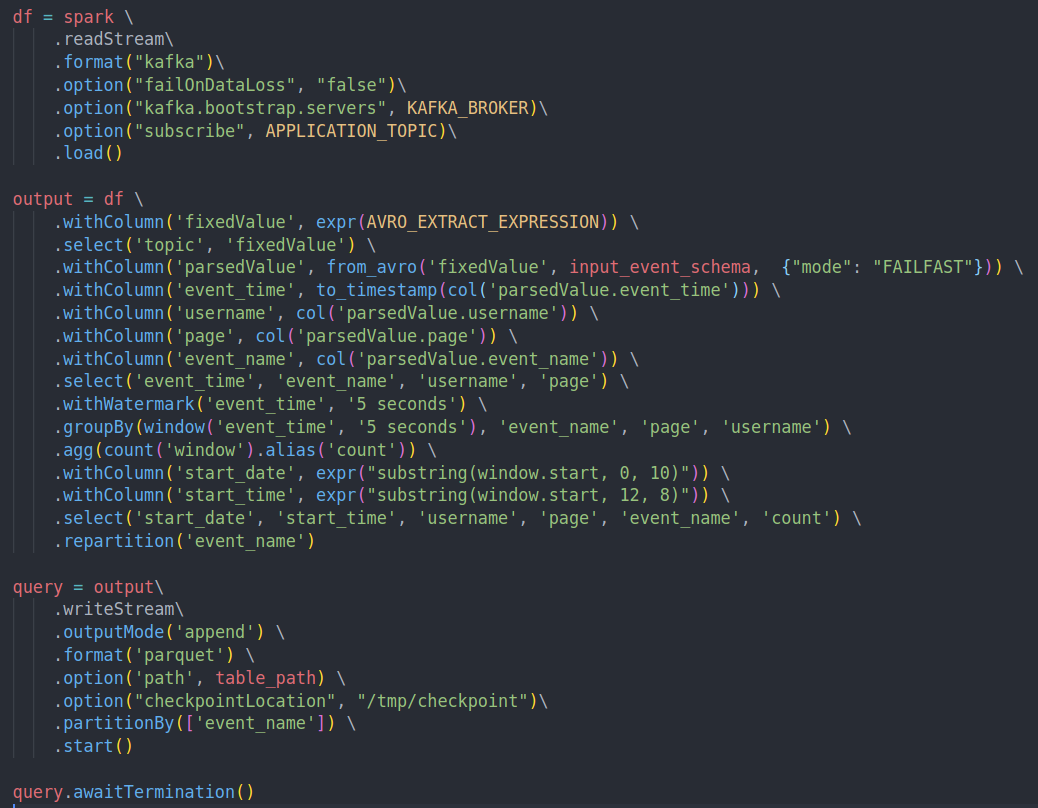 df = spark \
    .readStream\
    .format("kafka")\
    .option("failOnDataLoss", "false")\
    .option("kafka.bootstrap.servers", KAFKA_BROKER)\
    .option("subscribe", APPLICATION_TOPIC)\
    .load()

output = df \
    .withColumn('fixedValue', expr(AVRO_EXTRACT_EXPRESSION)) \
    .select('topic', 'fixedValue') \
    .withColumn('parsedValue', from_avro('fixedValue', input_event_schema,  {"mode": "FAILFAST"})) \
    .withColumn('event_time', to_timestamp(col('parsedValue.event_time'))) \
    .withColumn('username', col('parsedValue.username')) \
    .withColumn('page', col('parsedValue.page')) \
    .withColumn('event_name', col('parsedValue.event_name')) \
    .select('event_time', 'event_name', 'username', 'page') \
    .withWatermark('event_time', '5 seconds') \
    .groupBy(window('event_time', '5 seconds'), 'event_name', 'page', 'username') \
    .agg(count('window').alias('count')) \
    .withColumn('start_date', expr("substring(window.start, 0, 10)")) \
    .withColumn('start_time', expr("substring(window.start, 12, 8)")) \
    .select('start_date', 'start_time', 'username', 'page', 'event_name', 'count') \
    .repartition('event_name')

query = output\
    .writeStream\
    .outputMode('append') \
    .format('parquet') \
    .option('path', table_path) \
    .option("checkpointLocation", "/tmp/checkpoint")\
    .partitionBy(['event_name']) \
    .start()

query.awaitTermination()